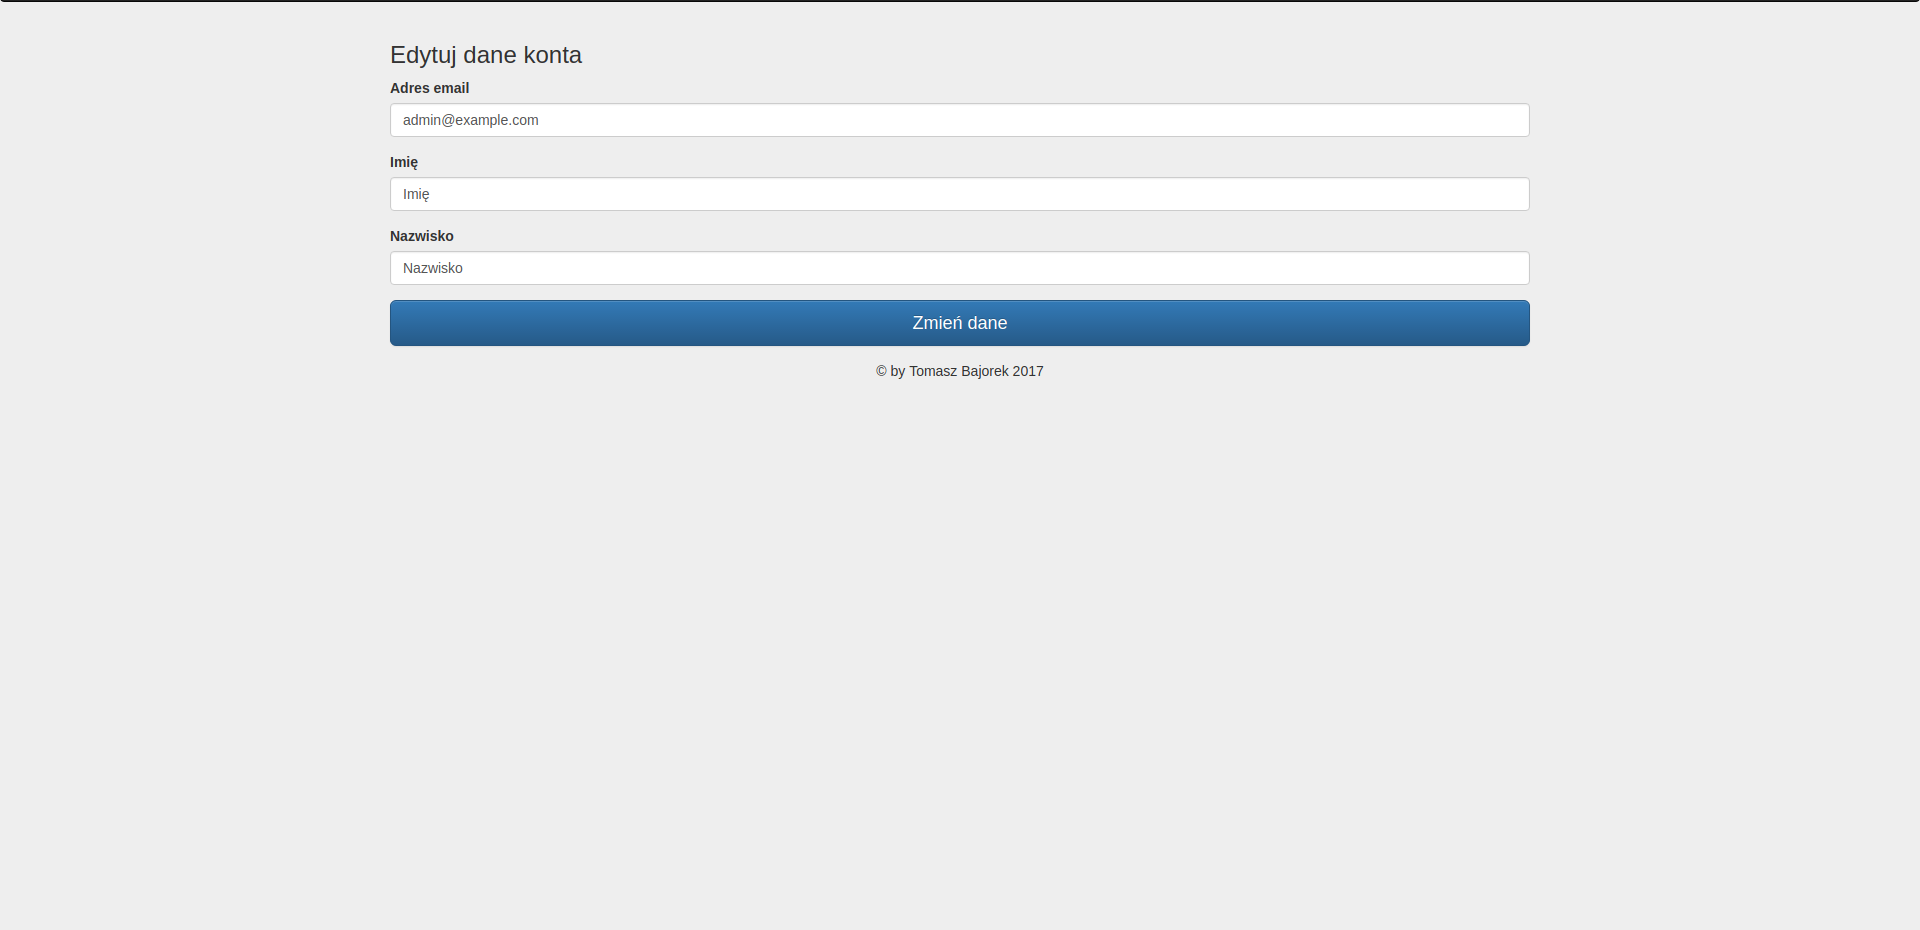 Edytuj dane konta
Adres email
admin@example.com
Imię
Imię
Nazwisko
Nazwisko
Zmień dane
© by Tomasz Bajorek 2017